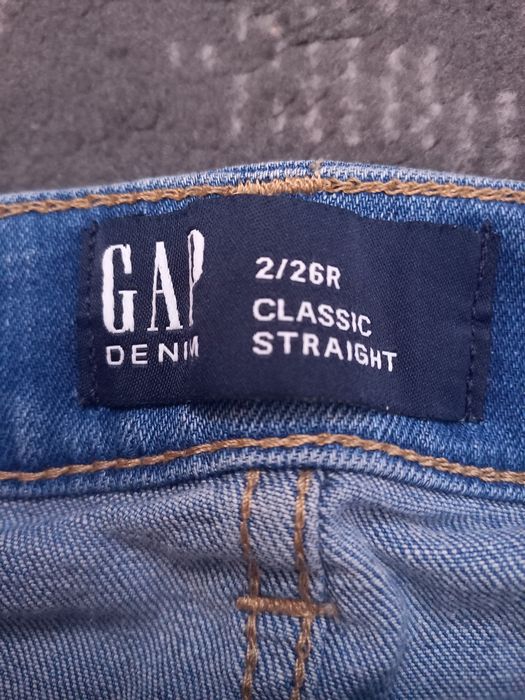 GAP
DENIM
2/26R
CLASSIC
STRAIGHT